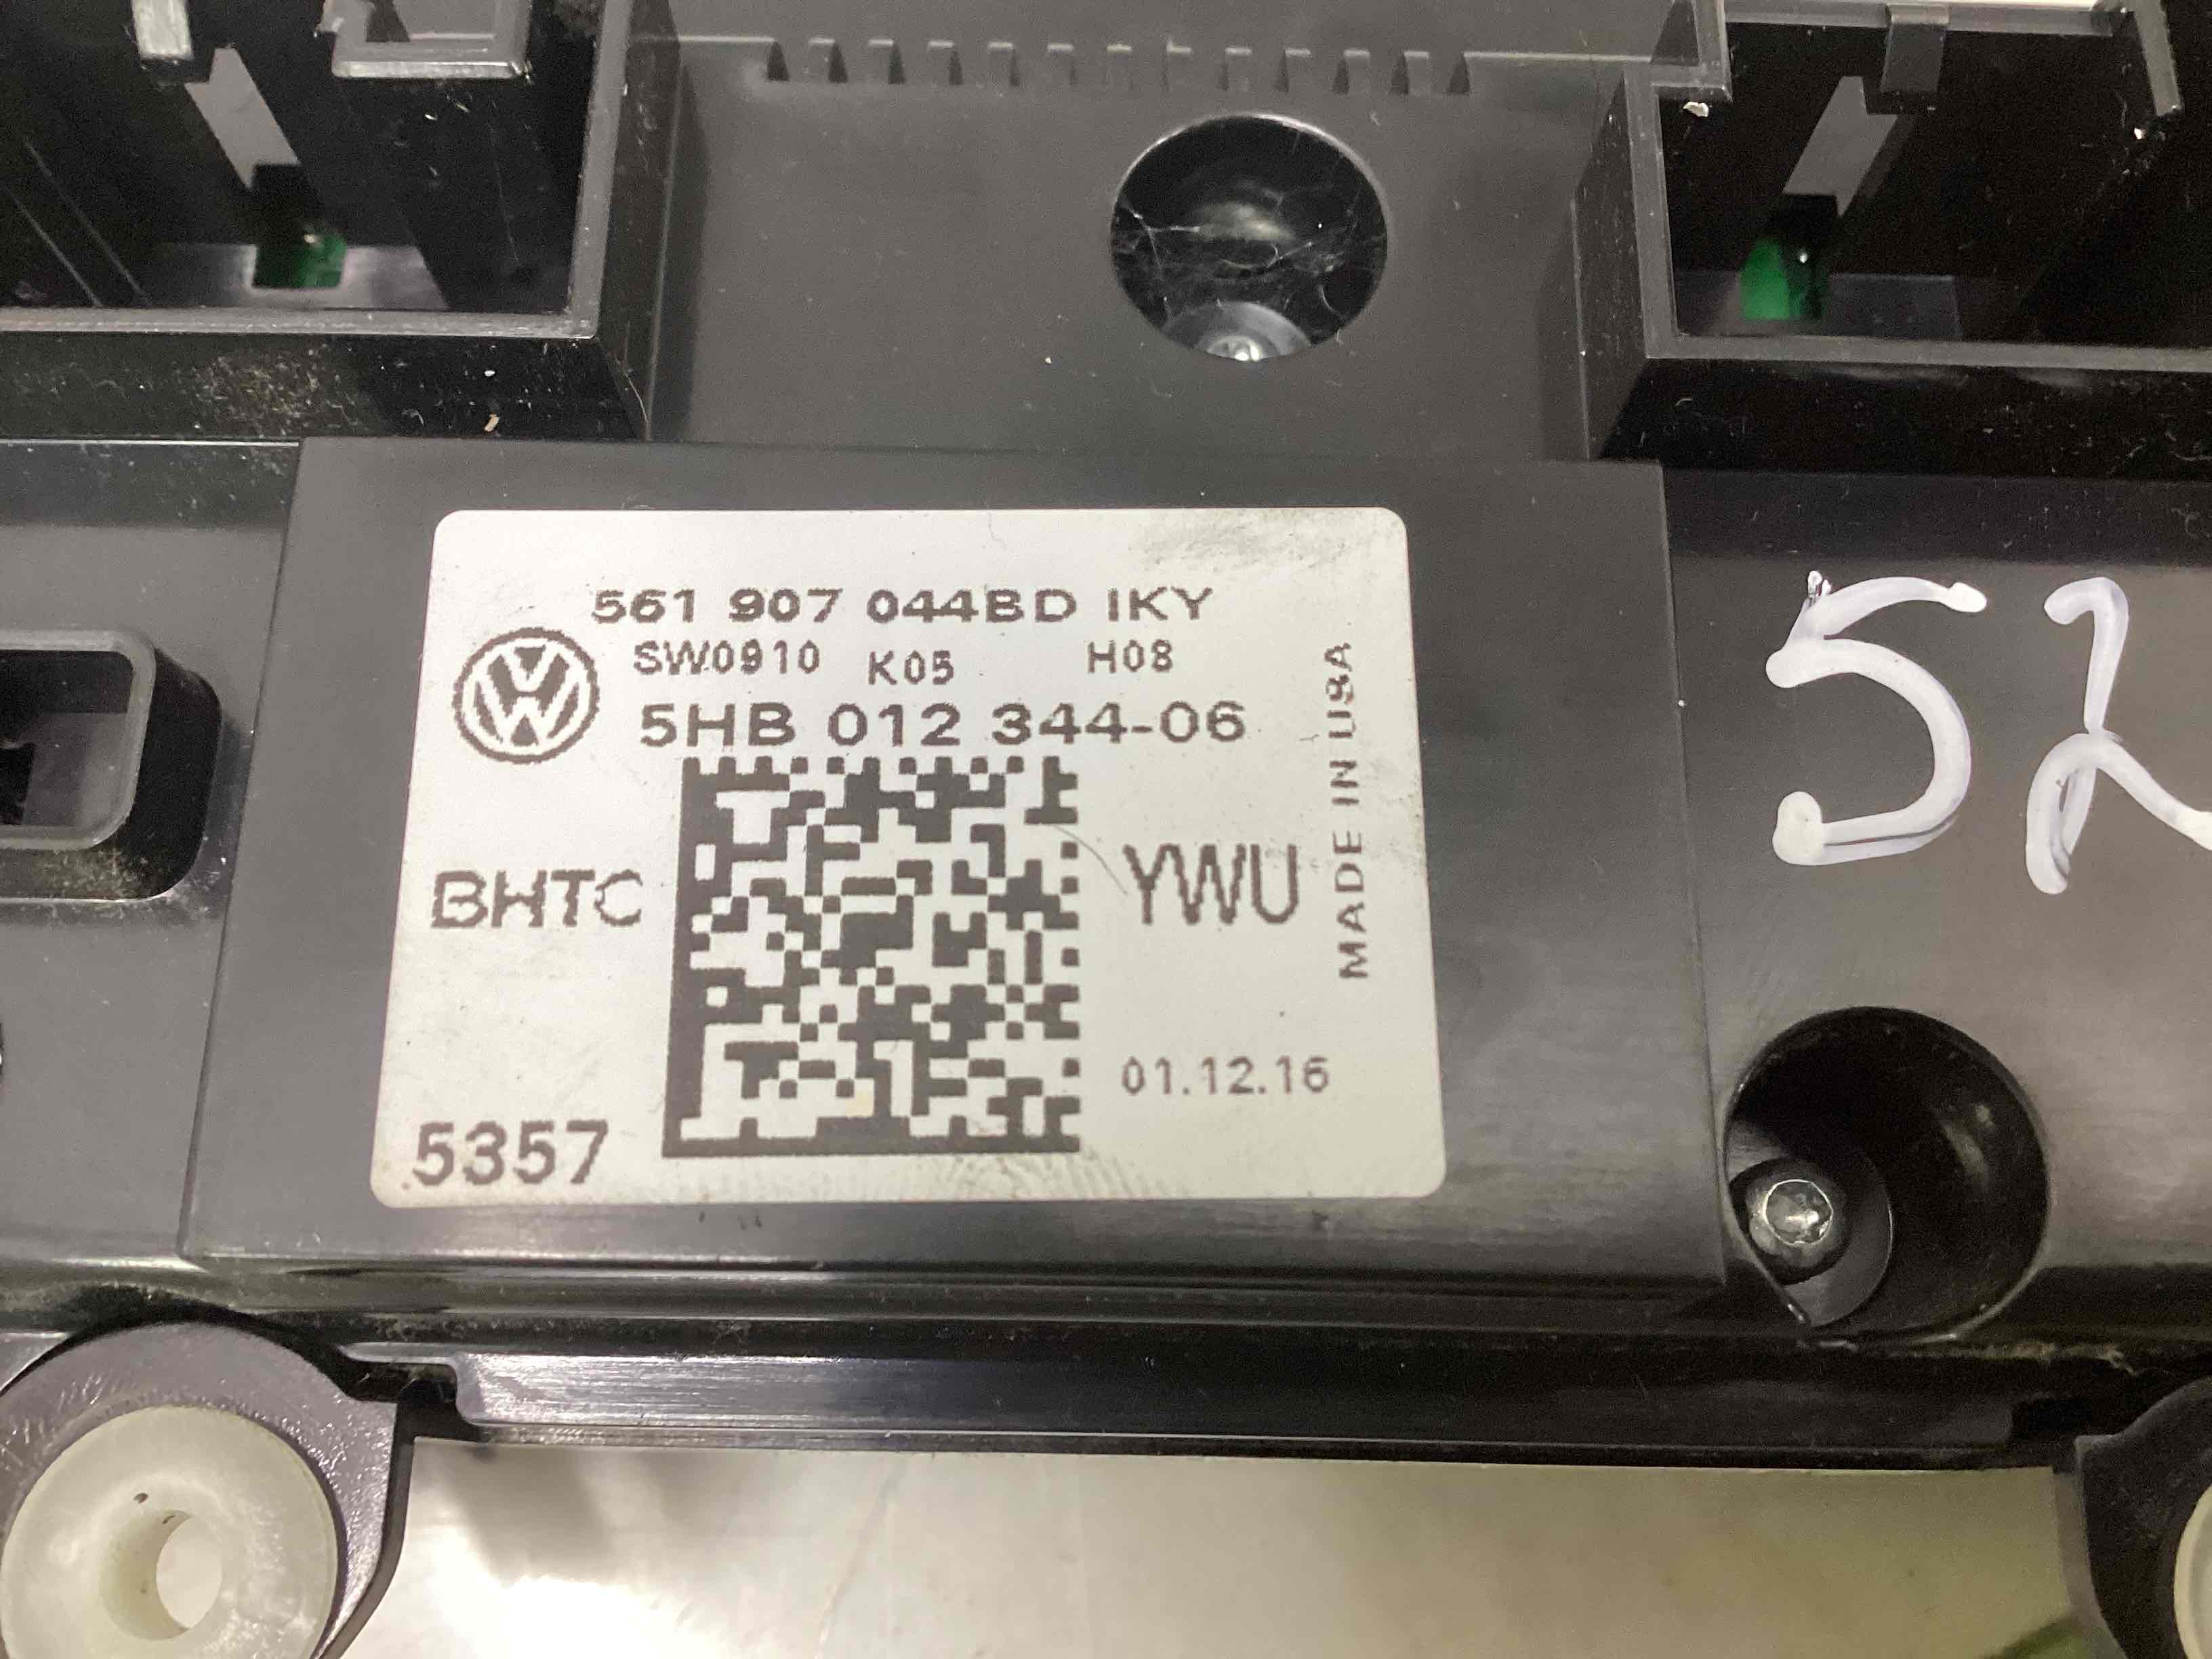 561 907 044BD IKY
SW0910 K05 H08
5HB 012 344-06
BHTC
YWU
MADE IN USA
01.12.16
5357
52